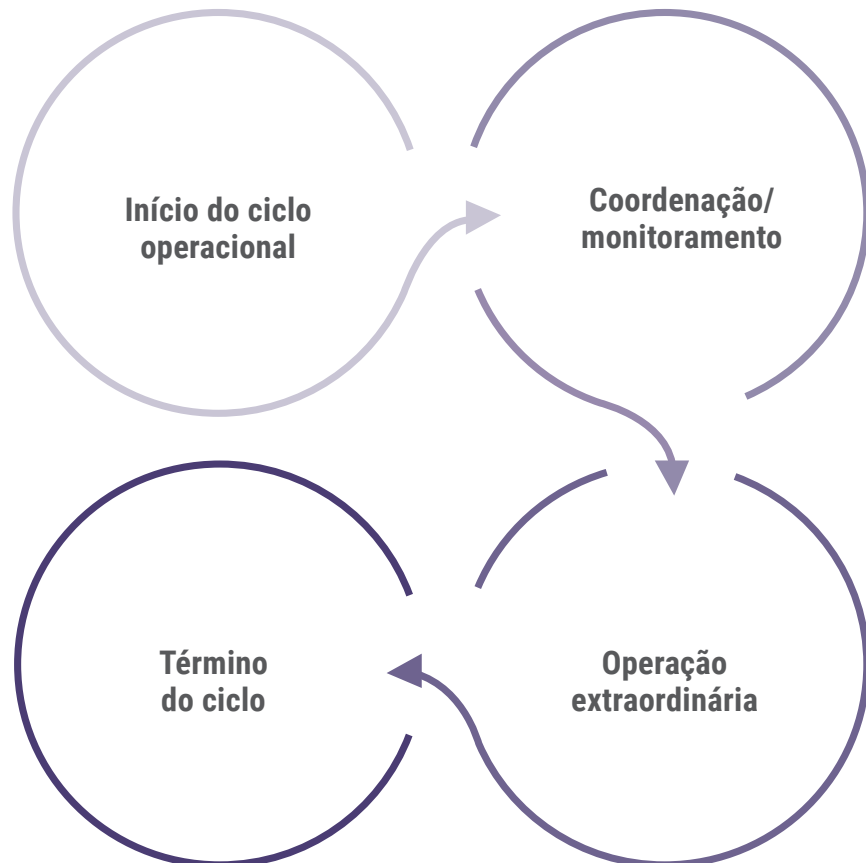 Início do ciclo
operacional
Coordenação/
monitoramento
Término
do ciclo
Operação
extraordinária